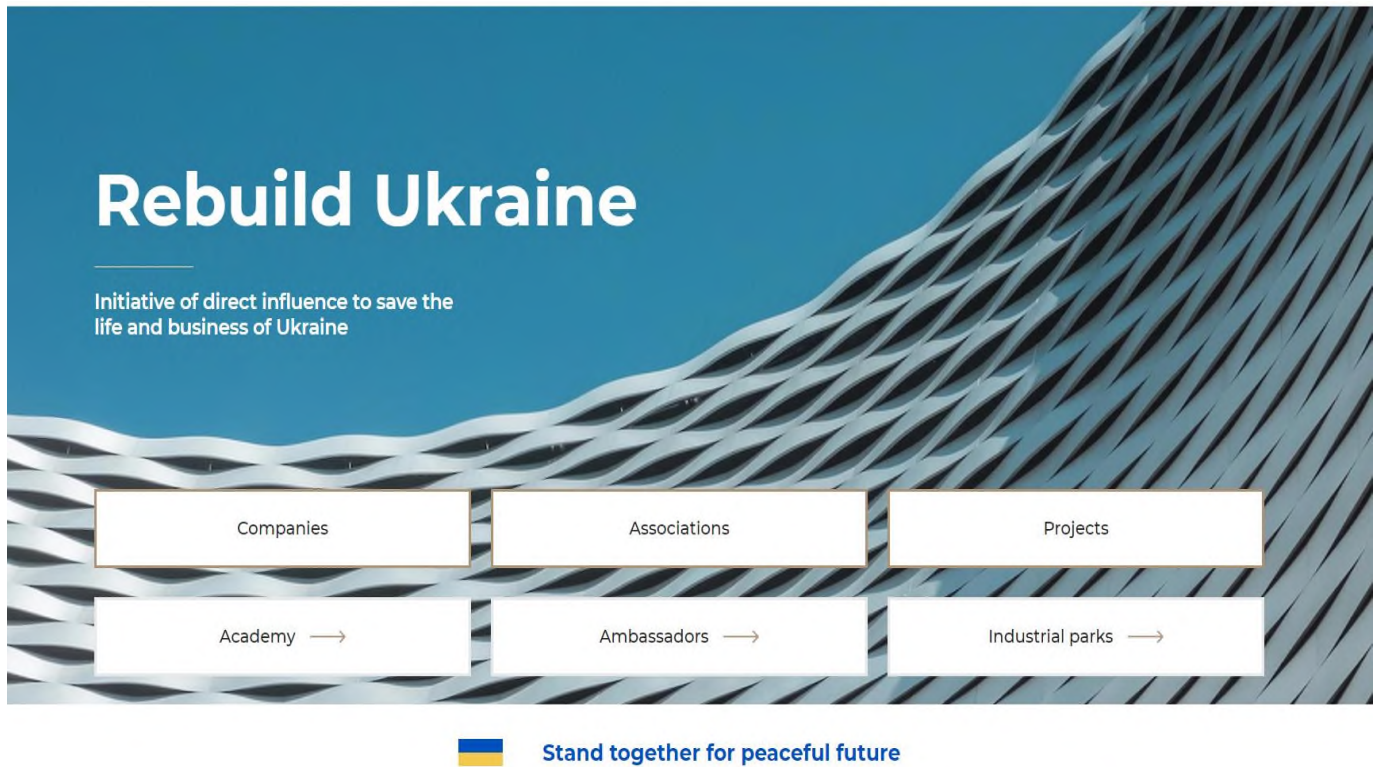 Rebuild Ukraine
Initiative of direct influence to save the
life and business of Ukraine
Companies
Associations
Projects
Academy
Ambassadors
Industrial parks
Stand together for peaceful future